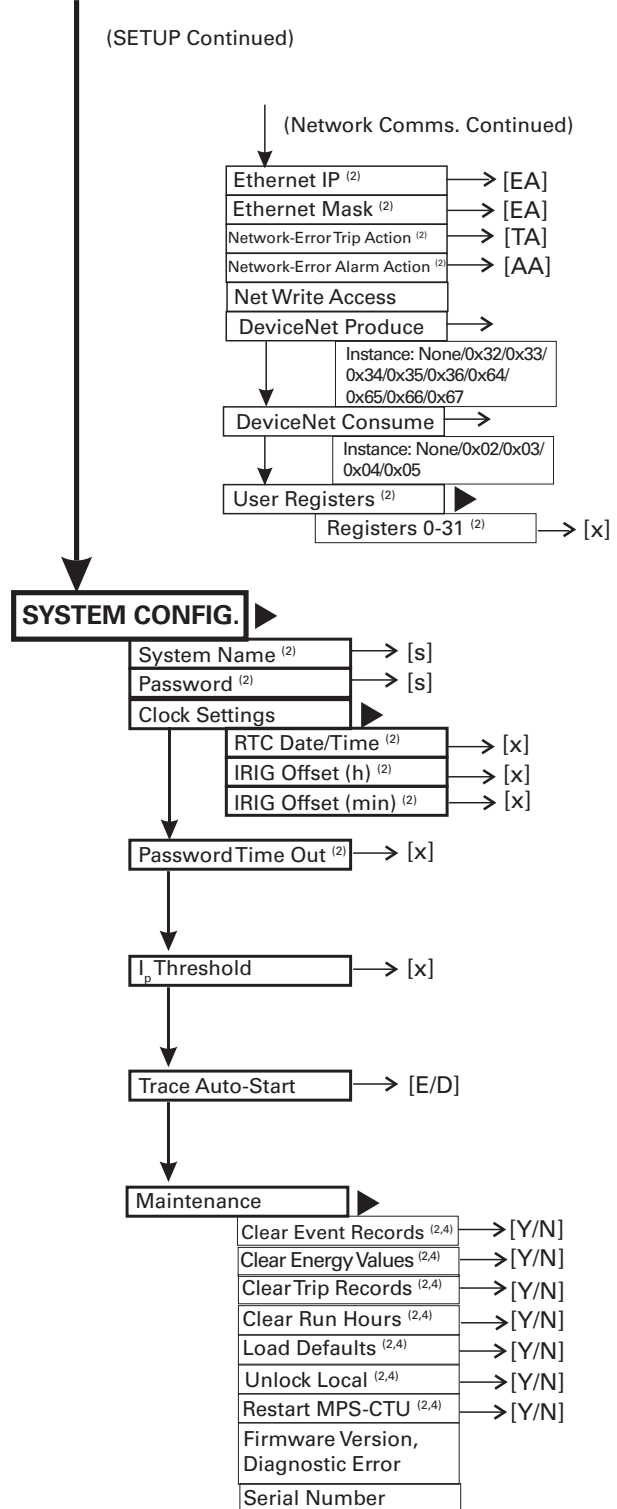 (SETUP Continued)
(Network Comms. Continued)
Ethernet IP (2) [EA]
Ethernet Mask (2) [EA]
Network-Error Trip Action (2) [TA]
Network-Error Alarm Action (2) [AA]
Net Write Access
DeviceNet Produce
Instance: None/0x32/0x33/
0x34/0x35/0x36/0x64/
0x65/0x66/0x67
DeviceNet Consume
Instance: None/0x02/0x03/
0x04/0x05
User Registers (2)
Registers 0-31 (2) [x]
SYSTEM CONFIG.
System Name (2) [s]
Password (2) [s]
Clock Settings
RTC Date/Time (2) [x]
IRIG Offset (h) (2) [x]
IRIG Offset (min) (2) [x]
Password Time Out (2) [x]
Ip Threshold [x]
Trace Auto-Start [E/D]
Maintenance
Clear Event Records (2,4) [Y/N]
Clear Energy Values (2,4) [Y/N]
Clear Trip Records (2,4) [Y/N]
Clear Run Hours (2,4) [Y/N]
Load Defaults (2,4) [Y/N]
Unlock Local (2,4) [Y/N]
Restart MPS-CTU (2,4) [Y/N]
Firmware Version,
Diagnostic Error
Serial Number